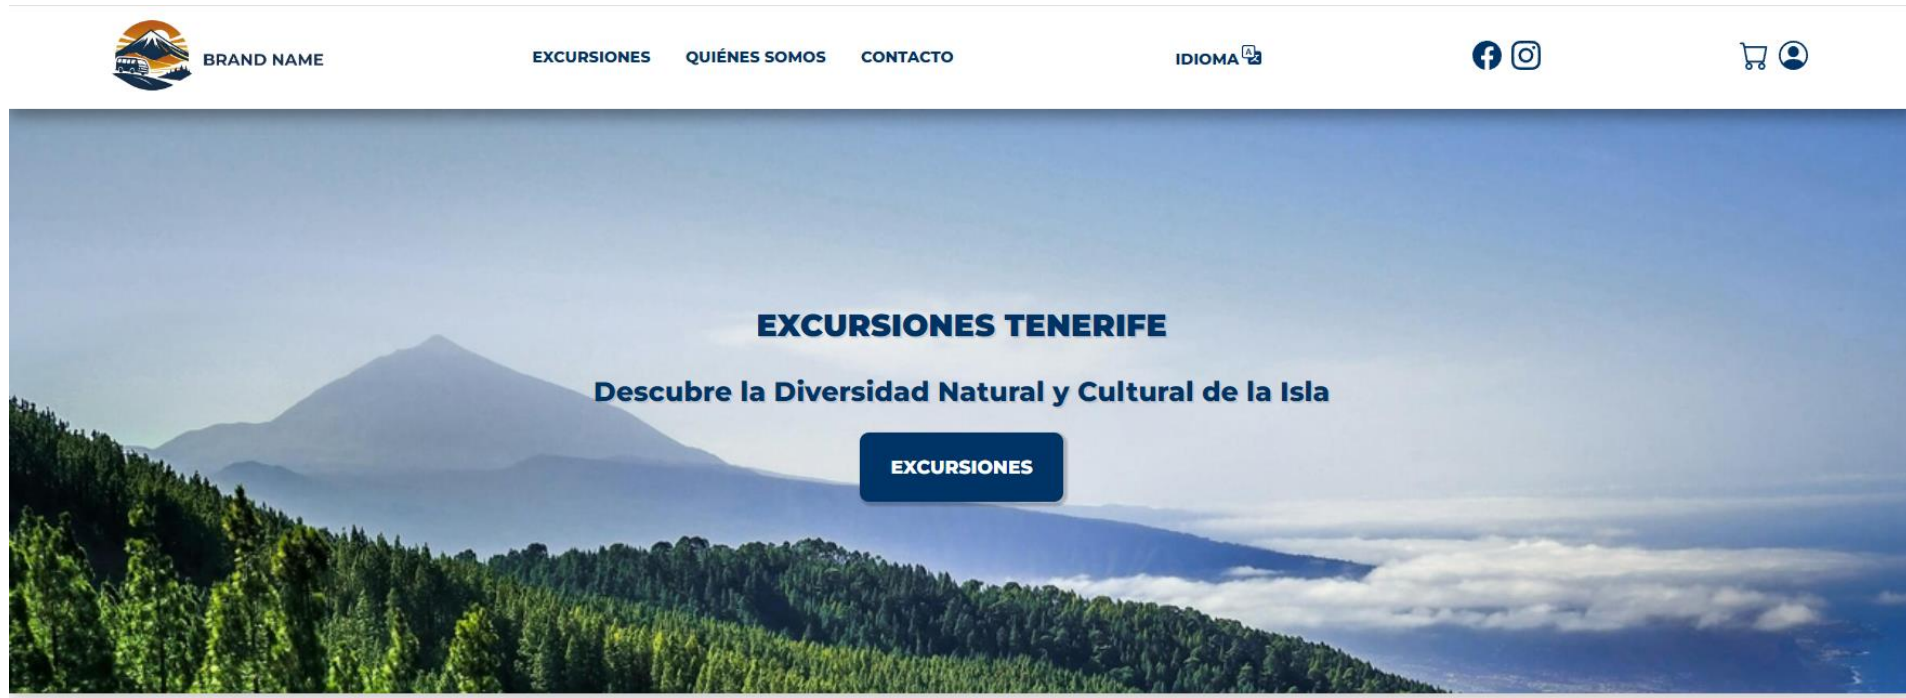 BRAND NAME
EXCURSIONES QUIÉNES SOMOS CONTACTO
IDIOMA
EXCURSIONES TENERIFE
Descubre la Diversidad Natural y Cultural de la Isla
EXCURSIONES